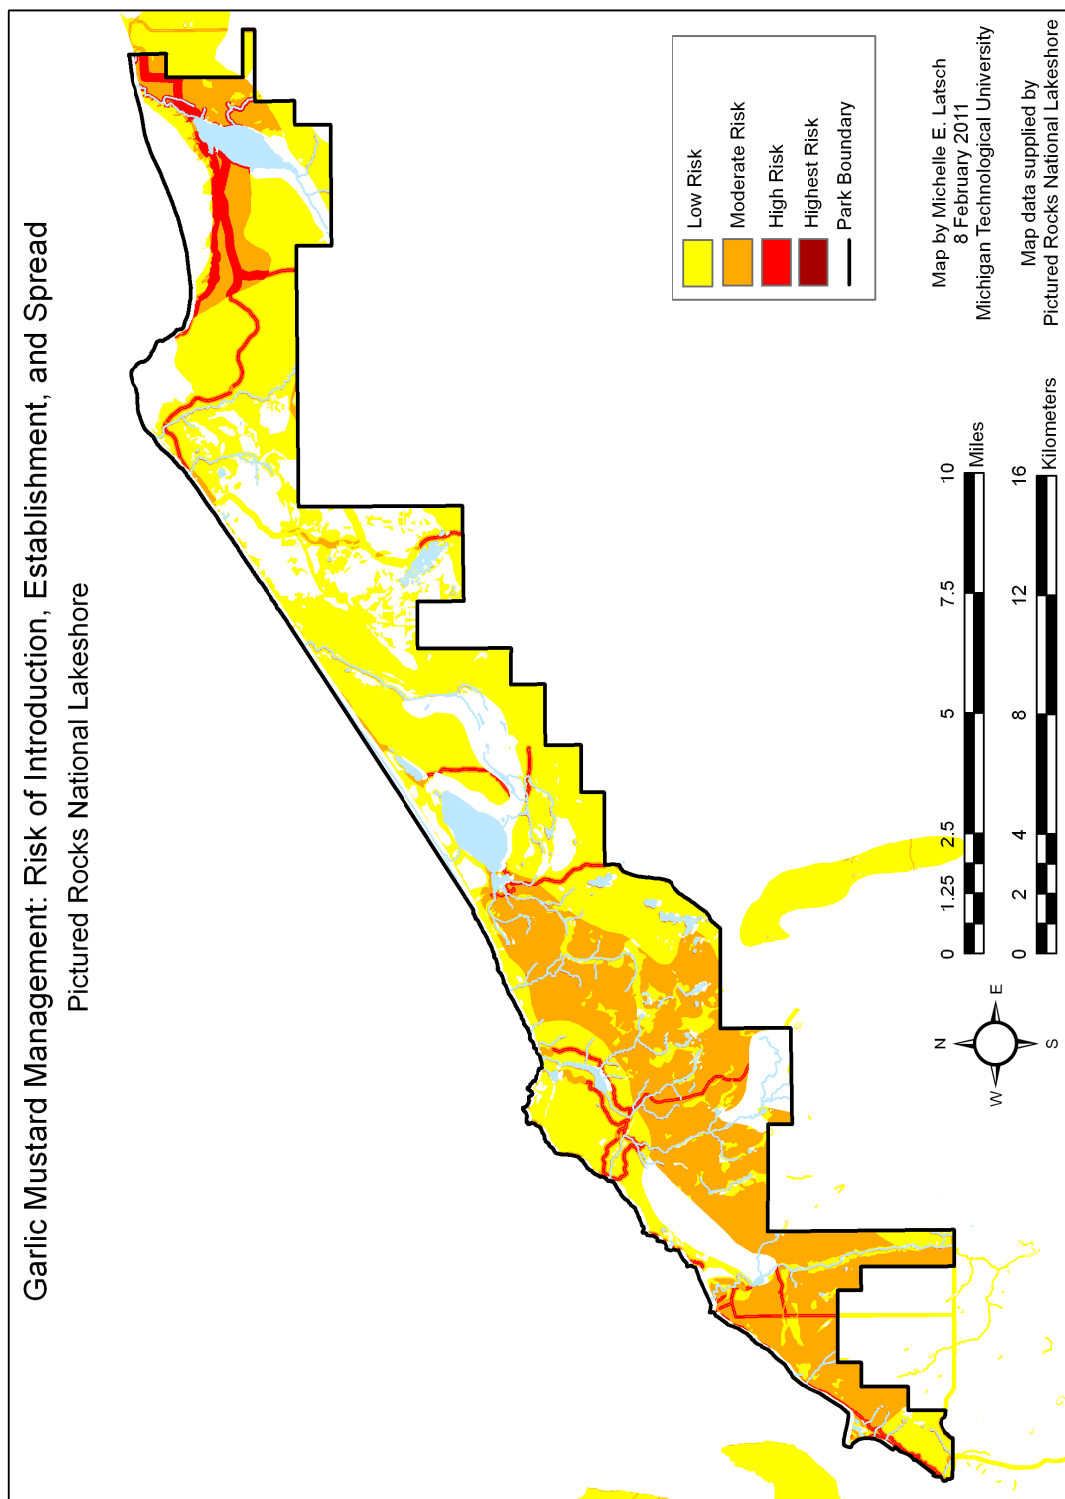 Garlic Mustard Management: Risk of Introduction, Establishment, and Spread
Pictured Rocks National Lakeshore
Low Risk
Moderate Risk
High Risk
Highest Risk
Park Boundary
N
W
E
S
0 1.25 2.5 5 7.5 10
Miles
0 2 4 8 12 16
Kilometers
Map by Michelle E. Latsch
8 February 2011
Michigan Technological University
Map data supplied by
Pictured Rocks National Lakeshore